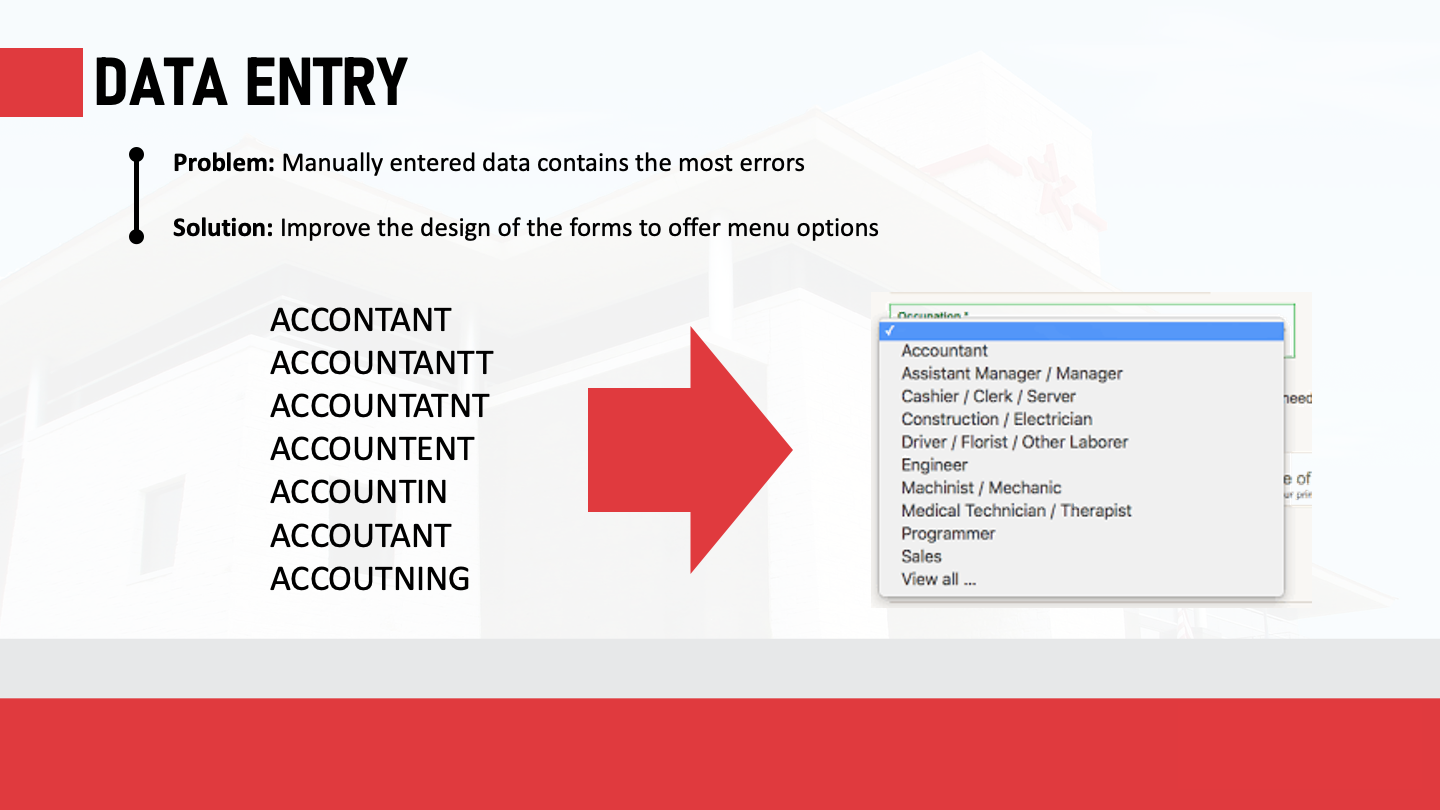 DATA ENTRY
Problem: Manually entered data contains the most errors
Solution: Improve the design of the forms to offer menu options
ACCONTANT
ACCOUNTANTT
ACCOUNTATNT
ACCOUNTENT
ACCOUNTIN
ACCOUTANT
ACCOUTNING
Occupation *
✓
Accountant
Assistant Manager / Manager
Cashier / Clerk / Server
need
Construction / Electrician
Driver / Florist / Other Laborer
Engineer
e of
Machinist / Mechanic
ur prin
Medical Technician / Therapist
Programmer
Sales
View all ...